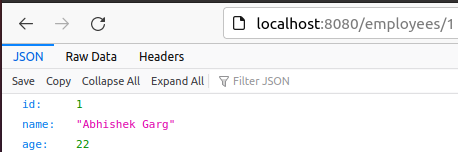 localhost:8080/employees/1
JSON Raw Data Headers
Save Copy Collapse All Expand All Filter JSON
id: 1
name: "Abhishek Garg"
age: 22